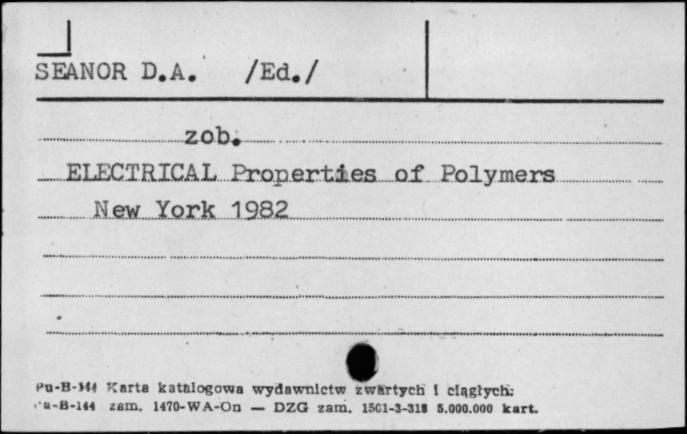 SEANOR D.A. /Ed./
zob.
ELECTRICAL Properties of Polymers
New York 1982
Pu-B-144 Karta katalogowa wydawnictw zwartych i ciągłych:
Pu-B-144 zam. 1470-WA-On — DZG zam. 1501-3-318 5.000.000 kart.